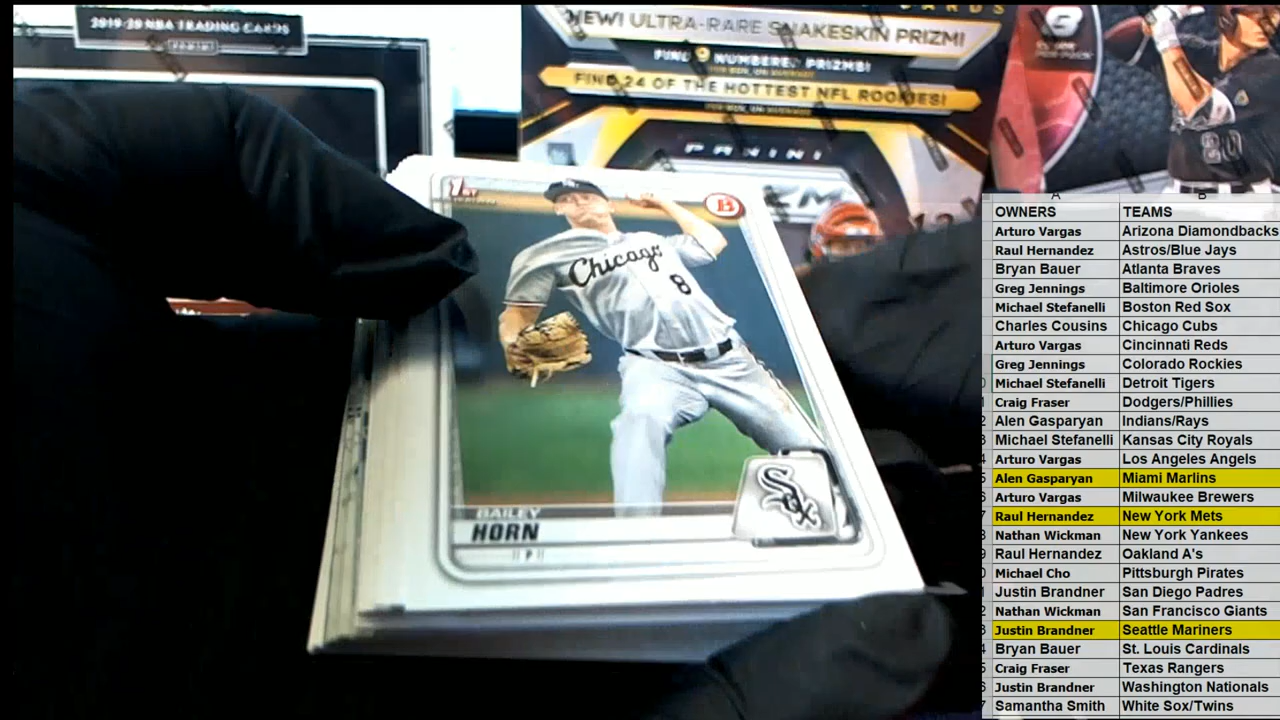 2019-20 NBA TRADING CARDS
PANINI
CARDS
NEW! ULTRA-RARE SNAKESKIN PRIZM!
FIND 9 NUMBERED PRIZMS!
FIND 24 OF THE HOTTEST NFL ROOKIES!
PANINI
1ST
B
Chicago
8
Sox
BAILEY
HORN
P
A B
OWNERS TEAMS
Arturo Vargas Arizona Diamondbacks
Raul Hernandez Astros/Blue Jays
Bryan Bauer Atlanta Braves
Greg Jennings Baltimore Orioles
Michael Stefanelli Boston Red Sox
Charles Cousins Chicago Cubs
Arturo Vargas Cincinnati Reds
Greg Jennings Colorado Rockies
Michael Stefanelli Detroit Tigers
Craig Fraser Dodgers/Phillies
Alen Gasparyan Indians/Rays
Michael Stefanelli Kansas City Royals
Arturo Vargas Los Angeles Angels
Alen Gasparyan Miami Marlins
Arturo Vargas Milwaukee Brewers
Raul Hernandez New York Mets
Nathan Wickman New York Yankees
Raul Hernandez Oakland A's
Michael Cho Pittsburgh Pirates
Justin Brandner San Diego Padres
Nathan Wickman San Francisco Giants
Justin Brandner Seattle Mariners
Bryan Bauer St. Louis Cardinals
Craig Fraser Texas Rangers
Justin Brandner Washington Nationals
Samantha Smith White Sox/Twins